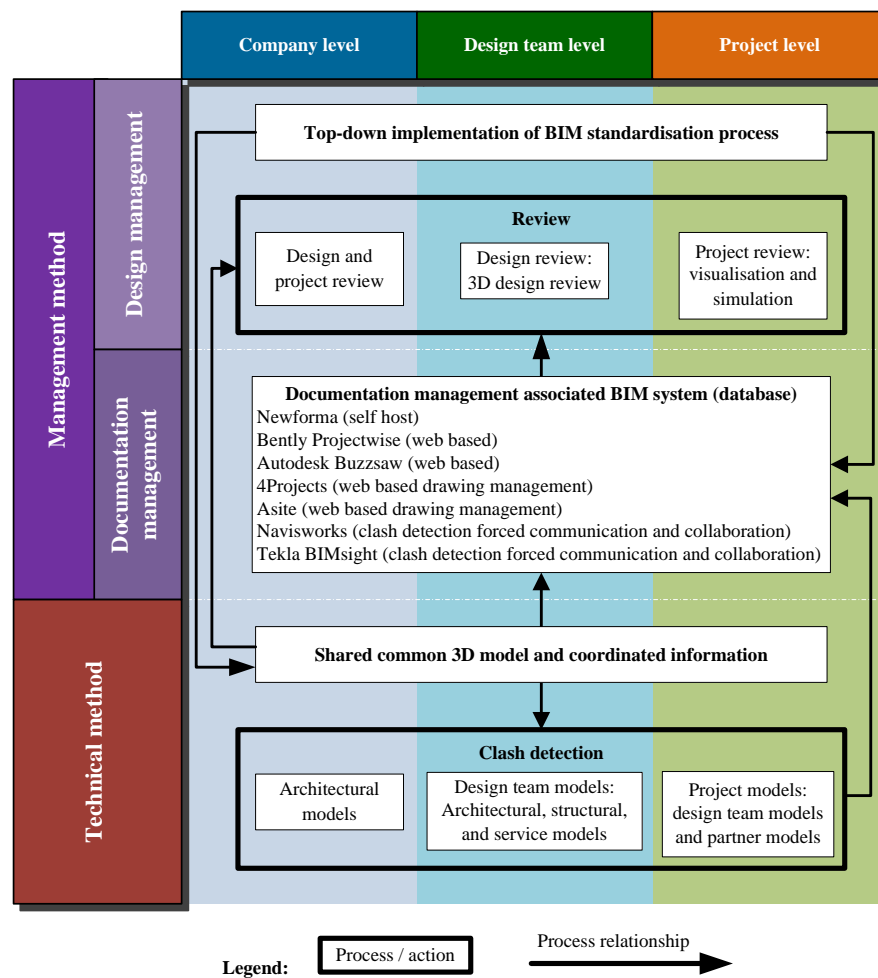 Company level
Design team level
Project level
Management method
Design management
Top-down implementation of BIM standardisation process
Review
Design and
project review
Design review:
3D design review
Project review:
visualisation and
simulation
Documentation
management
Documentation management associated BIM system (database)
Newforma (self host)
Bently Projectwise (web based)
Autodesk Buzzsaw (web based)
4Projects (web based drawing management)
Asite (web based drawing management)
Navisworks (clash detection forced communication and collaboration)
Tekla BIMsight (clash detection forced communication and collaboration)
Technical method
Shared common 3D model and coordinated information
Clash detection
Architectural
models
Design team models:
Architectural, structural,
and service models
Project models:
design team models
and partner models
Legend:
Process / action
Process relationship